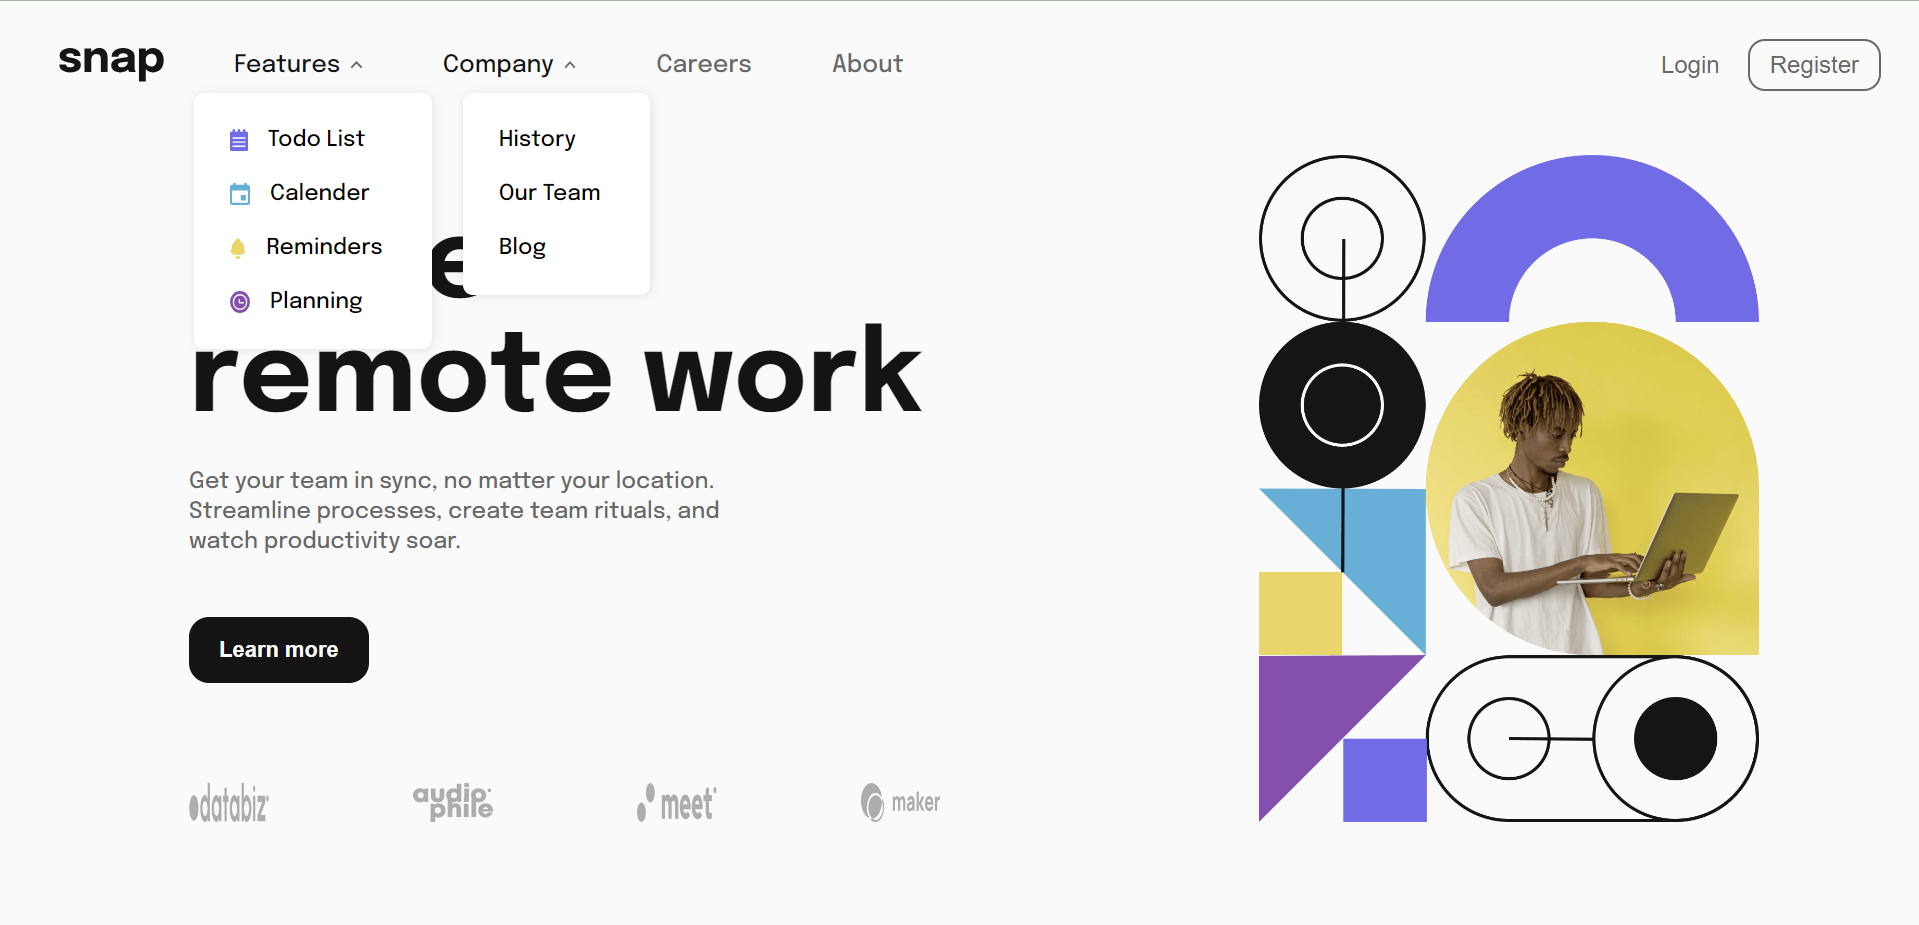 snap
Features
Company
Careers
About
Login
Register
Todo List
Calender
Reminders
Planning
History
Our Team
Blog
remote work
Get your team in sync, no matter your location.
Streamline processes, create team rituals, and
watch productivity soar.
Learn more
databiz
audio
phile
meet
maker